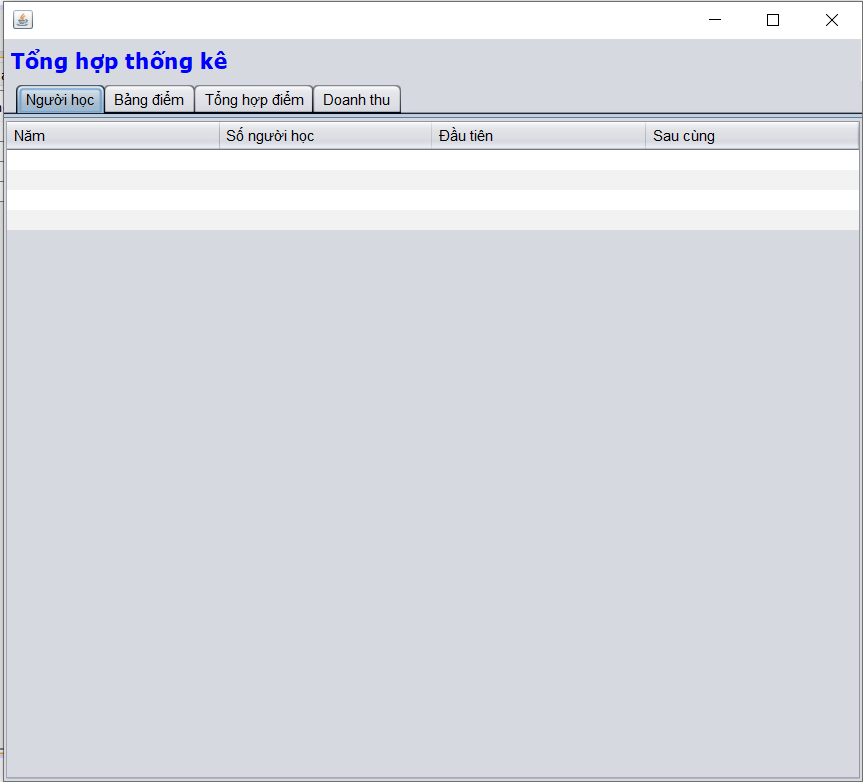 Tổng hợp thống kê
Người học Bảng điểm Tổng hợp điểm Doanh thu
Năm Số người học Đầu tiên Sau cùng